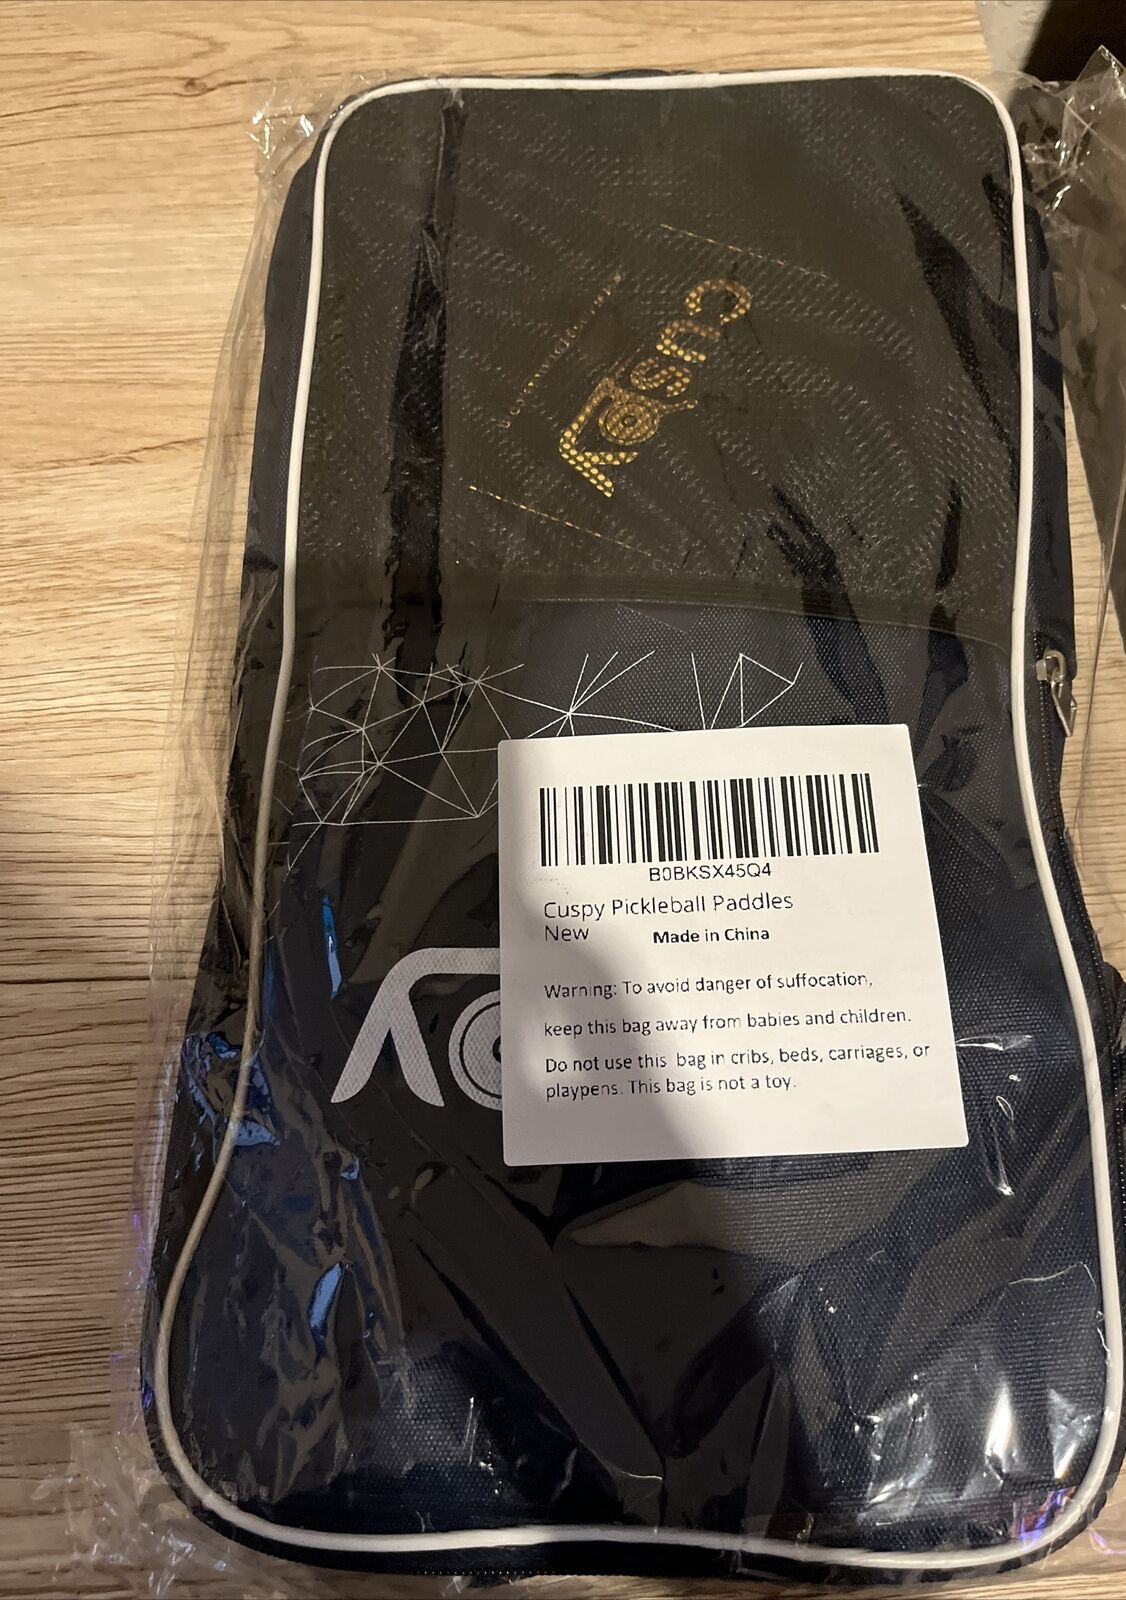 Cuspy
B0BKSX45Q4
Cuspy Pickleball Paddles
New Made in China
Warning: To avoid danger of suffocation,
keep this bag away from babies and children.
Do not use this bag in cribs, beds, carriages, or
playpens. This bag is not a toy.